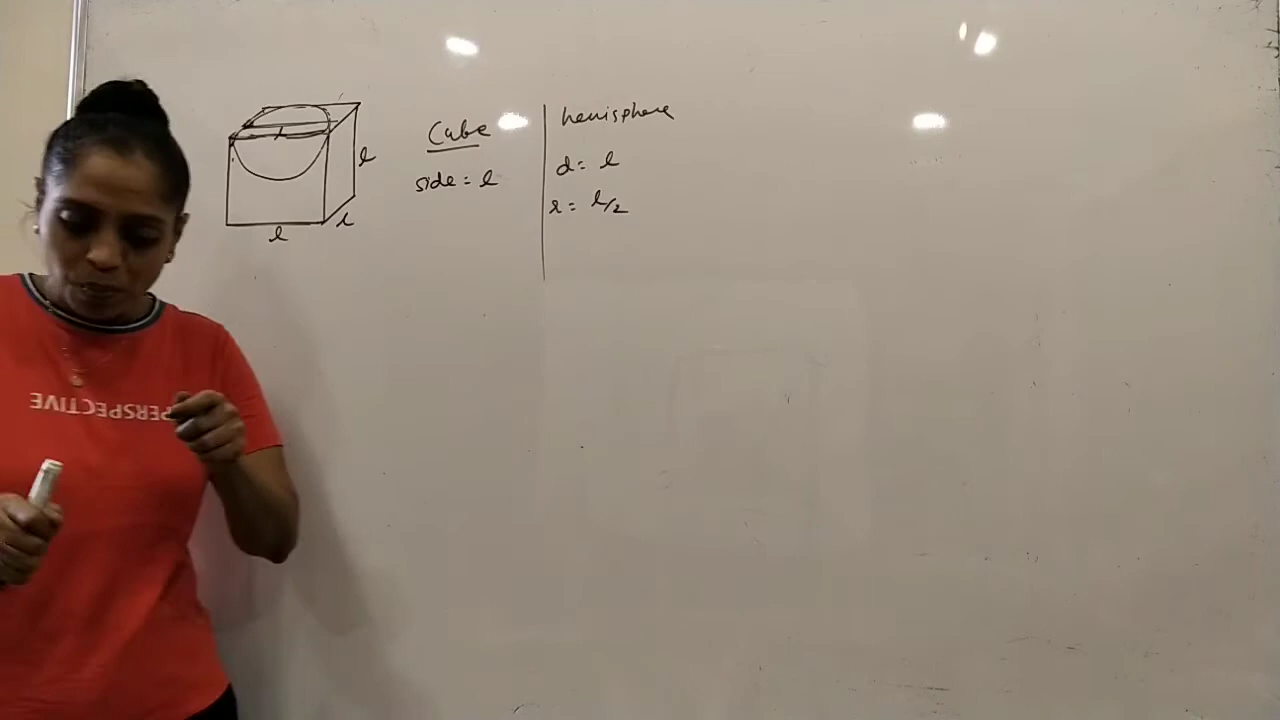 l
l
l
l
Cube
side = l
hemisphere
d = l
r = l/2
PERSPECTIVE